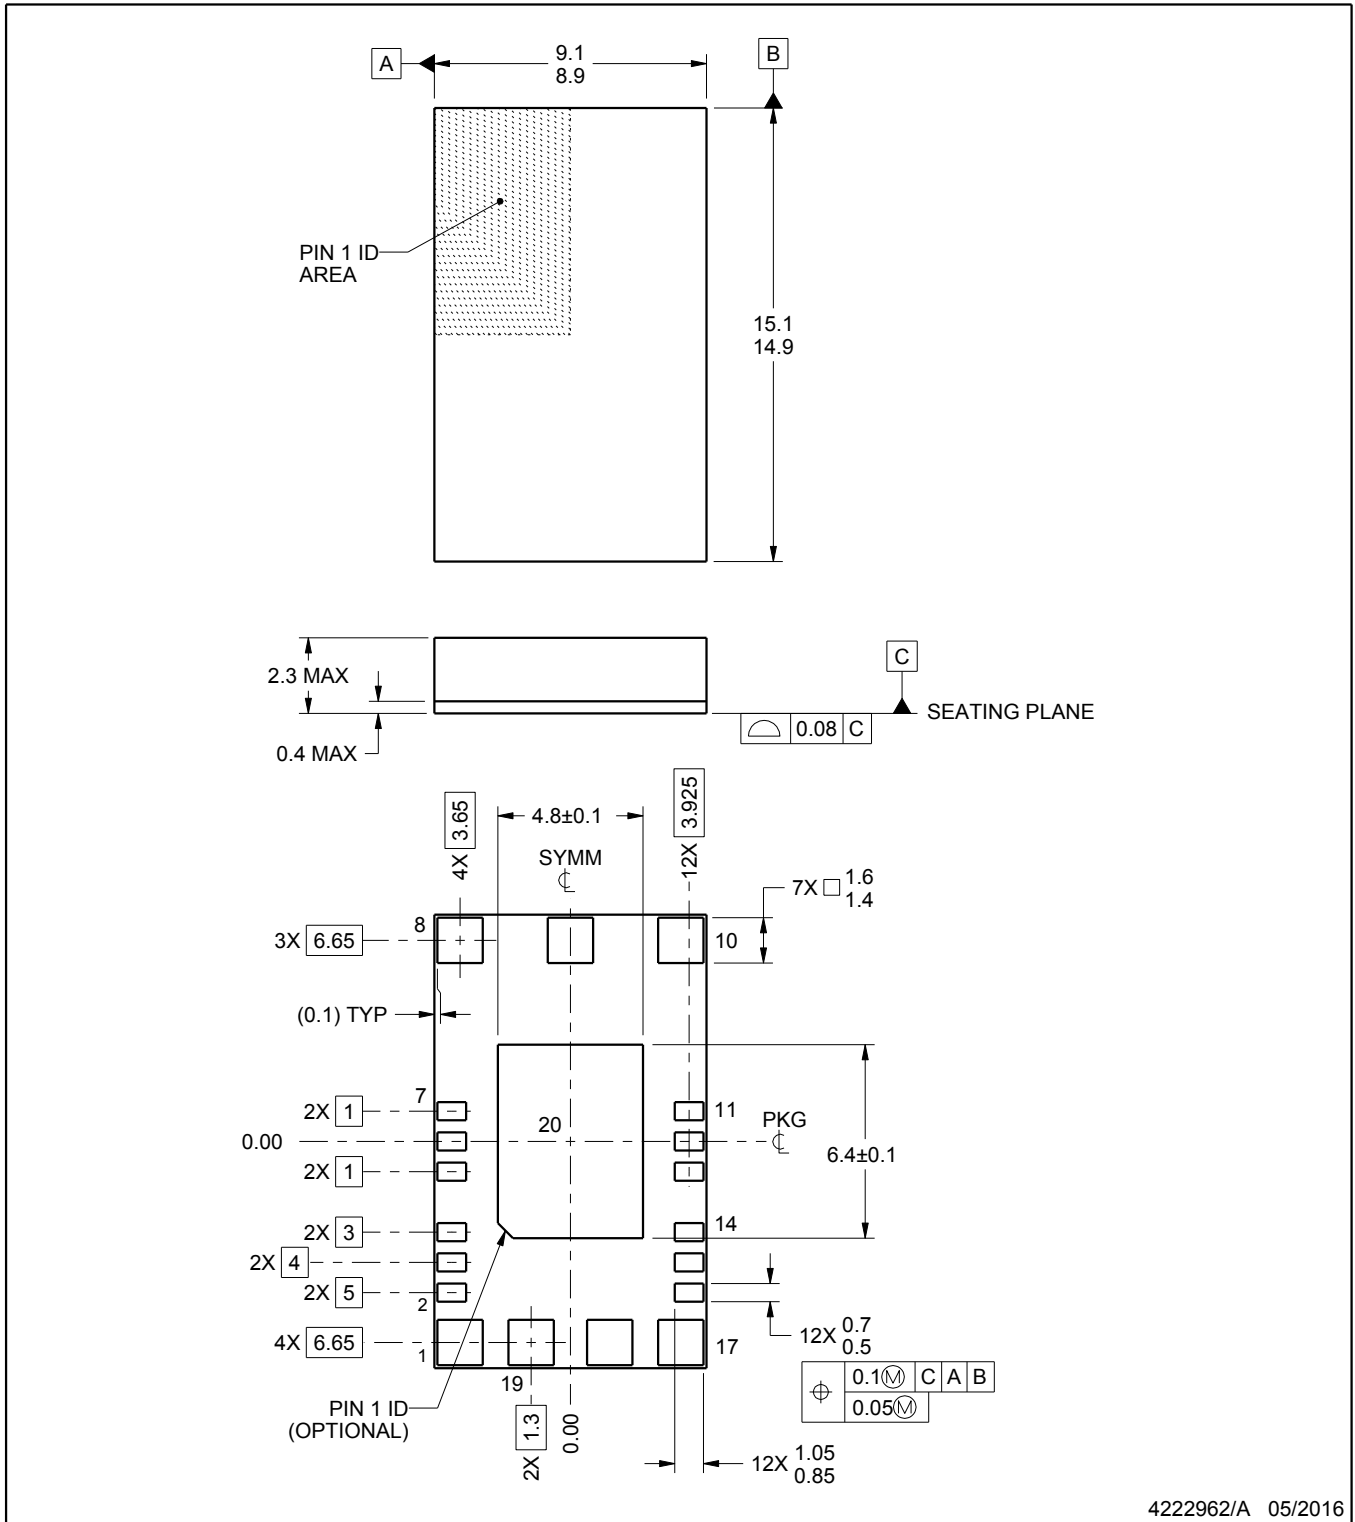 A
9.1
8.9
B
PIN 1 ID
AREA
15.1
14.9
2.3 MAX
0.4 MAX
C
SEATING PLANE
0.08 C
4X 3.65
4.8±0.1
12X 3.925
SYMM
7X 1.6
1.4
8
10
3X 6.65
(0.1) TYP
7
11
2X 1
20
PKG
0.00
6.4±0.1
2X 1
2X 3
14
2X 4
2X 5
2
12X 0.7
0.5
4X 6.65
1
17
0.1Ⓜ C A B
0.05Ⓜ
19
PIN 1 ID
(OPTIONAL)
2X 1.3
0.00
12X 1.05
0.85
4222962/A 05/2016